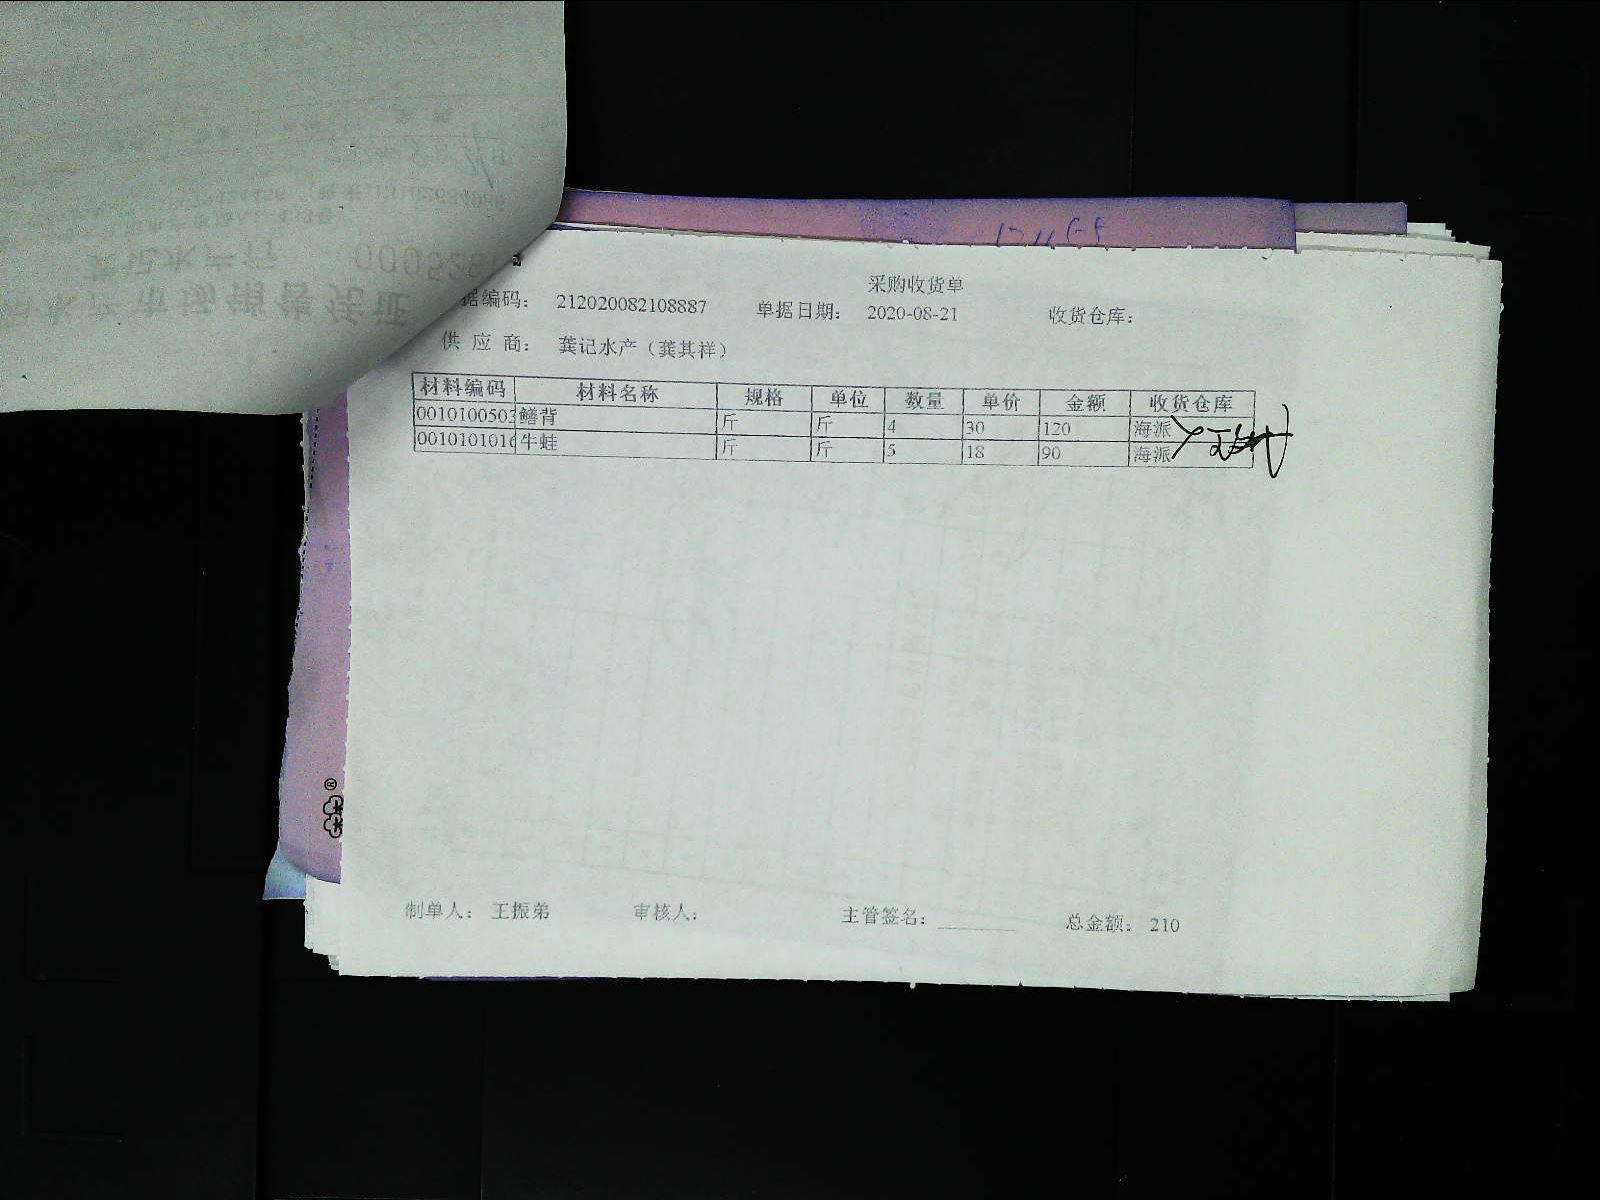 采购收货单
据编码： 212020082108887 单据日期： 2020-08-21 收货仓库：
供 应 商： 龚记水产（龚其祥）
材料编码 材料名称 规格 单位 数量 单价 金额 收货仓库
0010100503 鳝背 斤 斤 4 30 120 海派
0010101016 牛蛙 斤 斤 5 18 90 海派
制单人： 王振弟 审核人： 主管签名： 总金额： 210